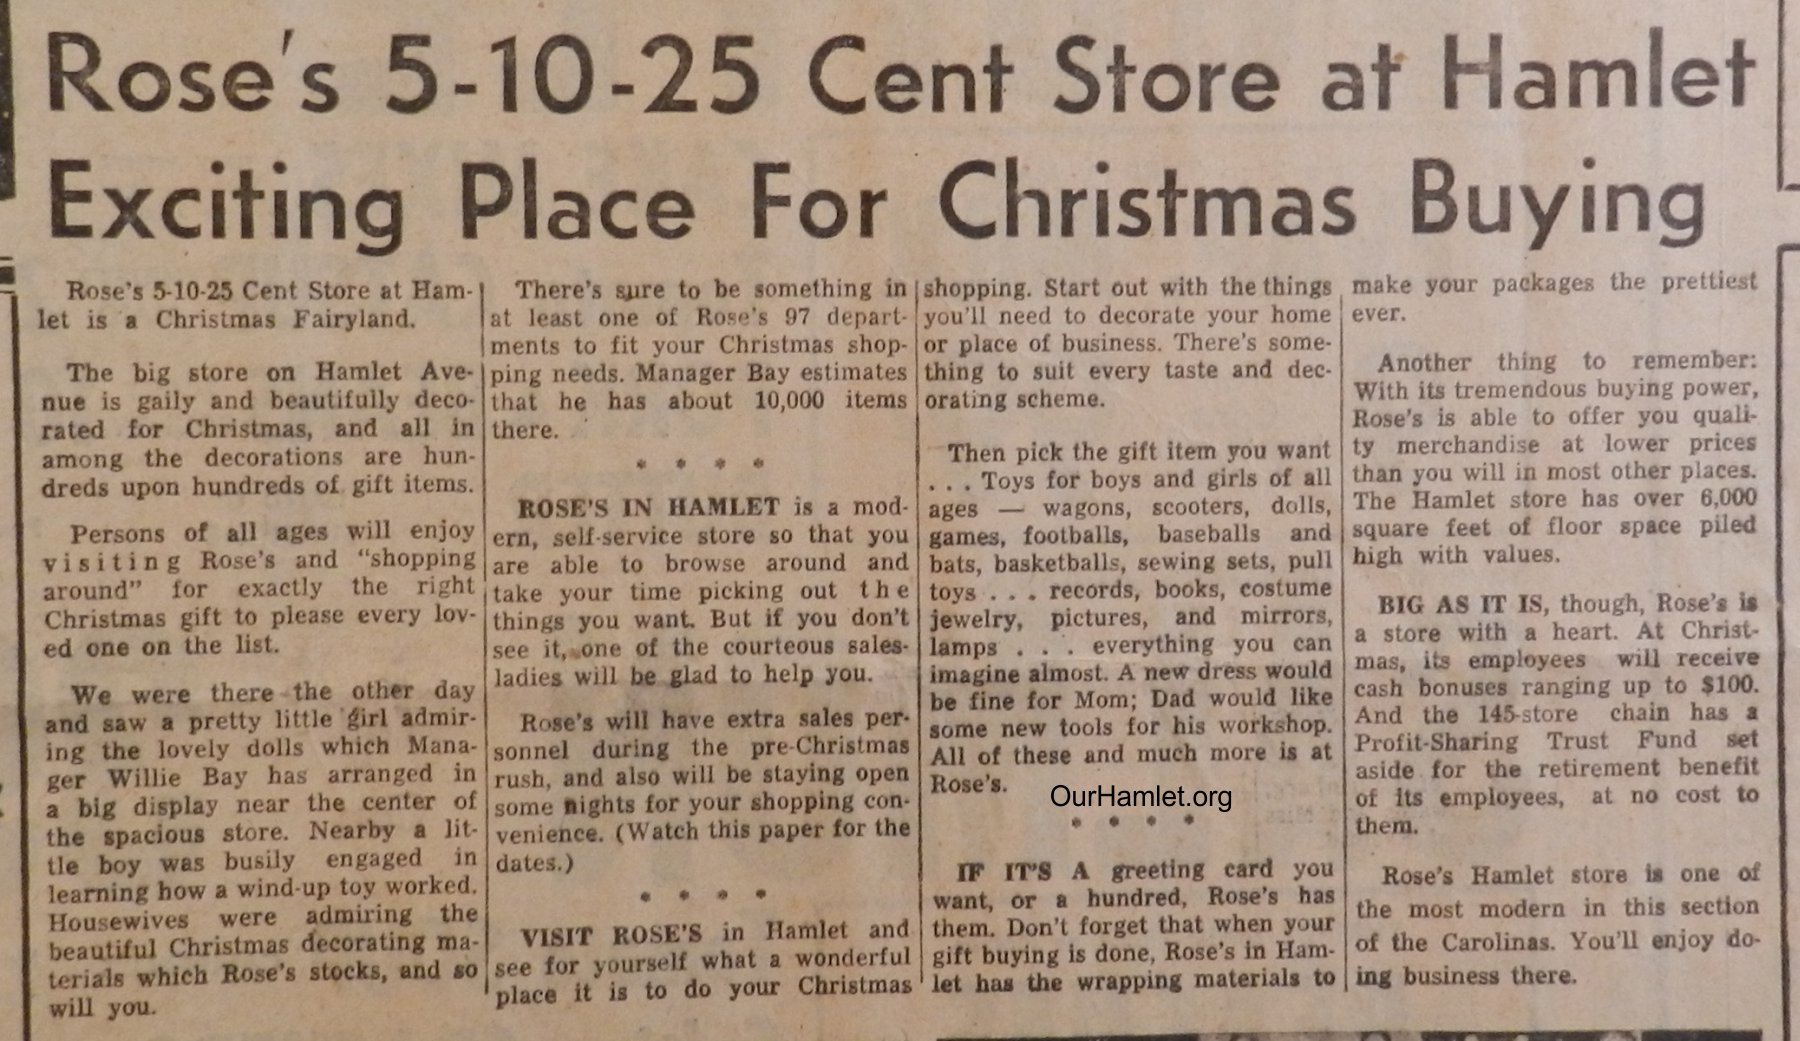 Rose's 5-10-25 Cent Store at Hamlet
Exciting Place For Christmas Buying
Rose's 5-10-25 Cent Store at Ham-
let is a Christmas Fairyland.
The big store on Hamlet Ave-
nue is gaily and beautifully deco-
rated for Christmas, and all in
among the decorations are hun-
dreds upon hundreds of gift items.
Persons of all ages will enjoy
visiting Rose's and "shopping
around" for exactly the right
Christmas gift to please every lov-
ed one on the list.
We were there the other day
and saw a pretty little girl admir-
ing the lovely dolls which Mana-
ger Willie Bay has arranged in
a big display near the center of
the spacious store. Nearby a lit-
tle boy was busily engaged in
learning how a wind-up toy worked.
Housewives were admiring the
beautiful Christmas decorating ma-
terials which Rose's stocks, and so
will you.
There's sure to be something in
at least one of Rose's 97 depart-
ments to fit your Christmas shop-
ping needs. Manager Bay estimates
that he has about 10,000 items
there.
* * * *
ROSE'S IN HAMLET is a mod-
ern, self-service store so that you
are able to browse around and
take your time picking out the
things you want. But if you don't
see it, one of the courteous sales-
ladies will be glad to help you.
Rose's will have extra sales per-
sonnel during the pre-Christmas
rush, and also will be staying open
some nights for your shopping con-
venience. (Watch this paper for the
dates.)
* * * *
VISIT ROSE'S in Hamlet and
see for yourself what a wonderful
place it is to do your Christmas
shopping. Start out with the things
you'll need to decorate your home
or place of business. There's some-
thing to suit every taste and dec-
orating scheme.
Then pick the gift item you want
. . . Toys for boys and girls of all
ages — wagons, scooters, dolls,
games, footballs, baseballs and
bats, basketballs, sewing sets, pull
toys . . . records, books, costume
jewelry, pictures, and mirrors,
lamps . . . everything you can
imagine almost. A new dress would
be fine for Mom; Dad would like
some new tools for his workshop.
All of these and much more is at
Rose's.
OurHamlet.org
* * * *
IF IT'S A greeting card you
want, or a hundred, Rose's has
them. Don't forget that when your
gift buying is done, Rose's in Ham-
let has the wrapping materials to
make your packages the prettiest
ever.
Another thing to remember:
With its tremendous buying power,
Rose's is able to offer you quali-
ty merchandise at lower prices
than you will in most other places.
The Hamlet store has over 6,000
square feet of floor space piled
high with values.
BIG AS IT IS, though, Rose's is
a store with a heart. At Christ-
mas, its employees will receive
cash bonuses ranging up to $100.
And the 145-store chain has a
Profit-Sharing Trust Fund set
aside for the retirement benefit
of its employees, at no cost to
them.
Rose's Hamlet store is one of
the most modern in this section
of the Carolinas. You'll enjoy do-
ing business there.